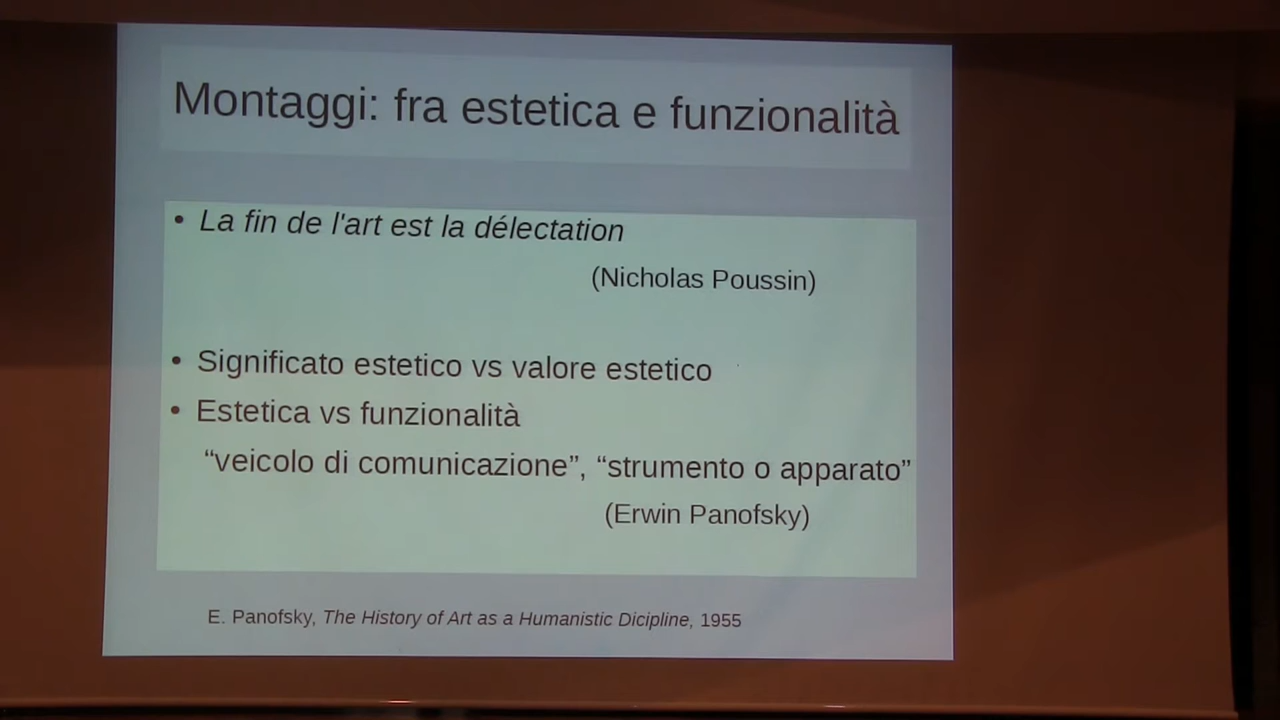 Montaggi: fra estetica e funzionalità
• La fin de l'art est la délectation
(Nicholas Poussin)
• Significato estetico vs valore estetico
• Estetica vs funzionalità
“veicolo di comunicazione”, “strumento o apparato”
(Erwin Panofsky)
E. Panofsky, The History of Art as a Humanistic Dicipline, 1955